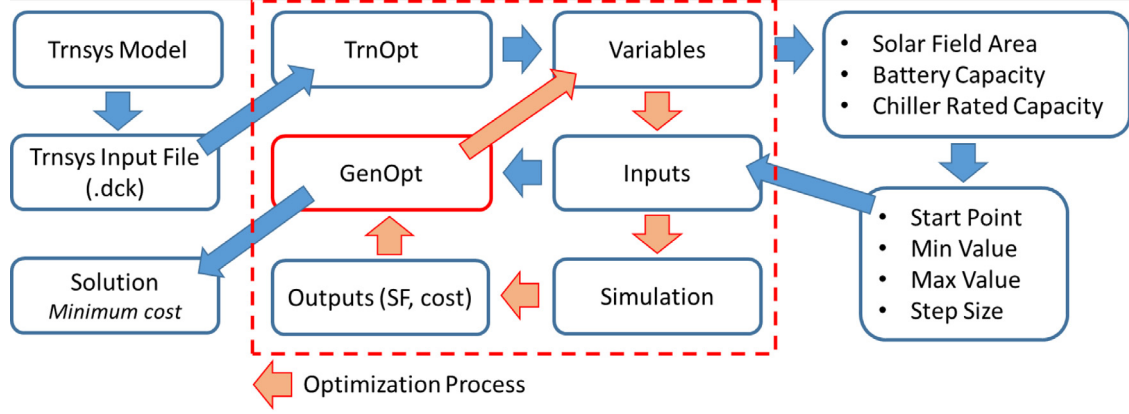 Trnsys Model
TrnOpt
Variables
• Solar Field Area
• Battery Capacity
• Chiller Rated Capacity
Trnsys Input File
(.dck)
GenOpt
Inputs
• Start Point
• Min Value
• Max Value
• Step Size
Solution
Minimum cost
Outputs (SF, cost)
Simulation
Optimization Process